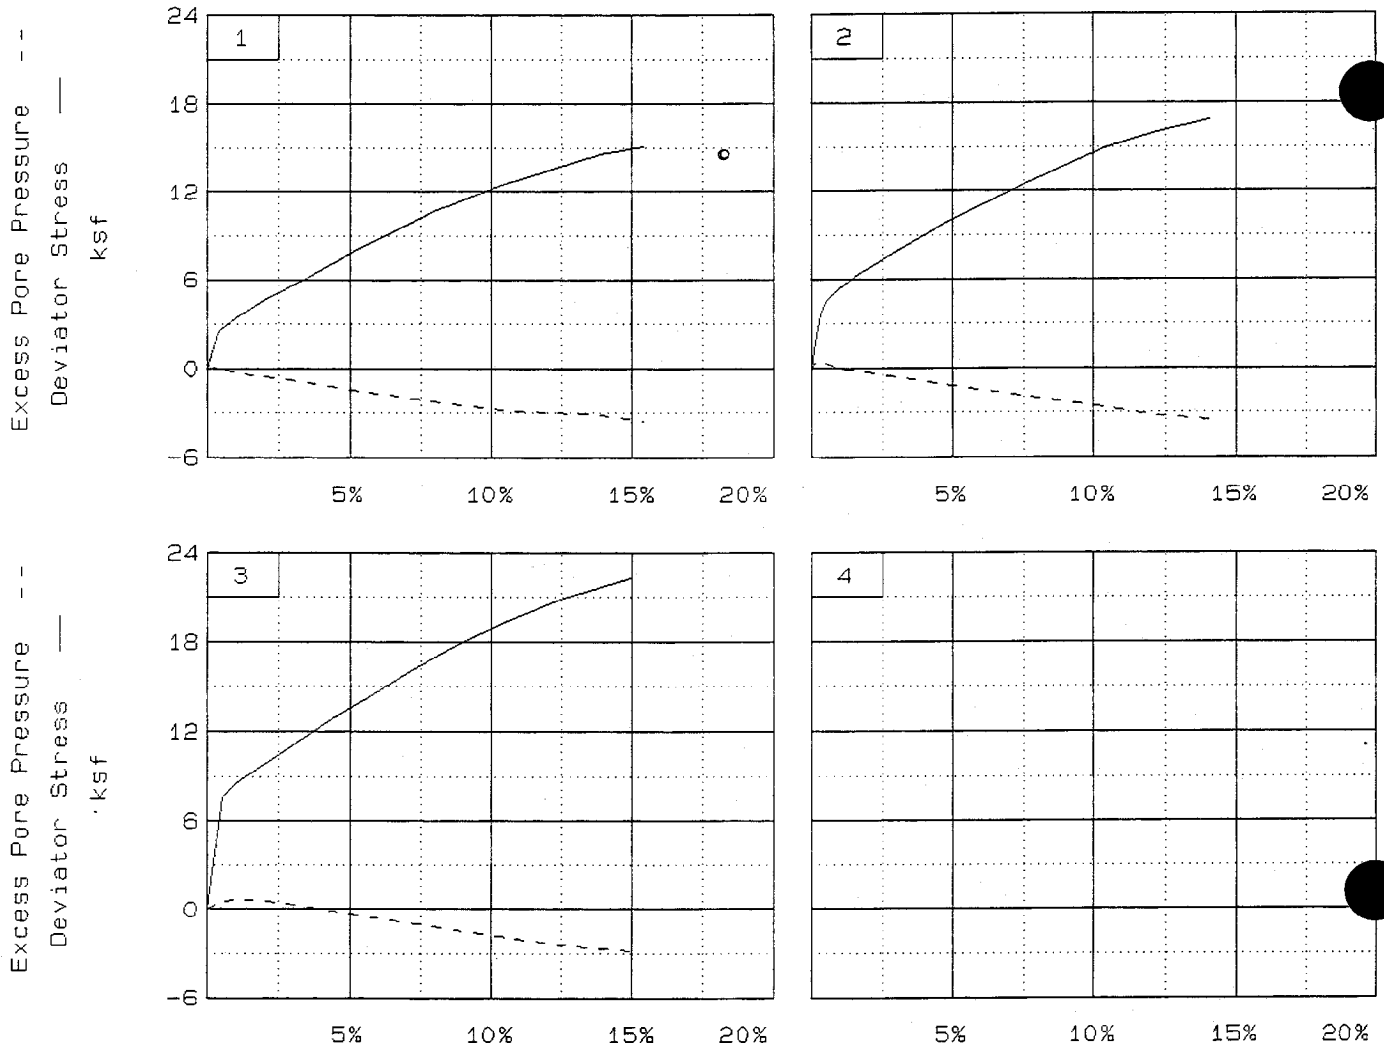 Excess Pore Pressure - -
Deviator Stress —
ksf
24
18
12
6
0
-6
1
5% 10% 15% 20%
2
5% 10% 15% 20%
Excess Pore Pressure - -
Deviator Stress —
ksf
24
18
12
6
0
-6
3
5% 10% 15% 20%
4
5% 10% 15% 20%